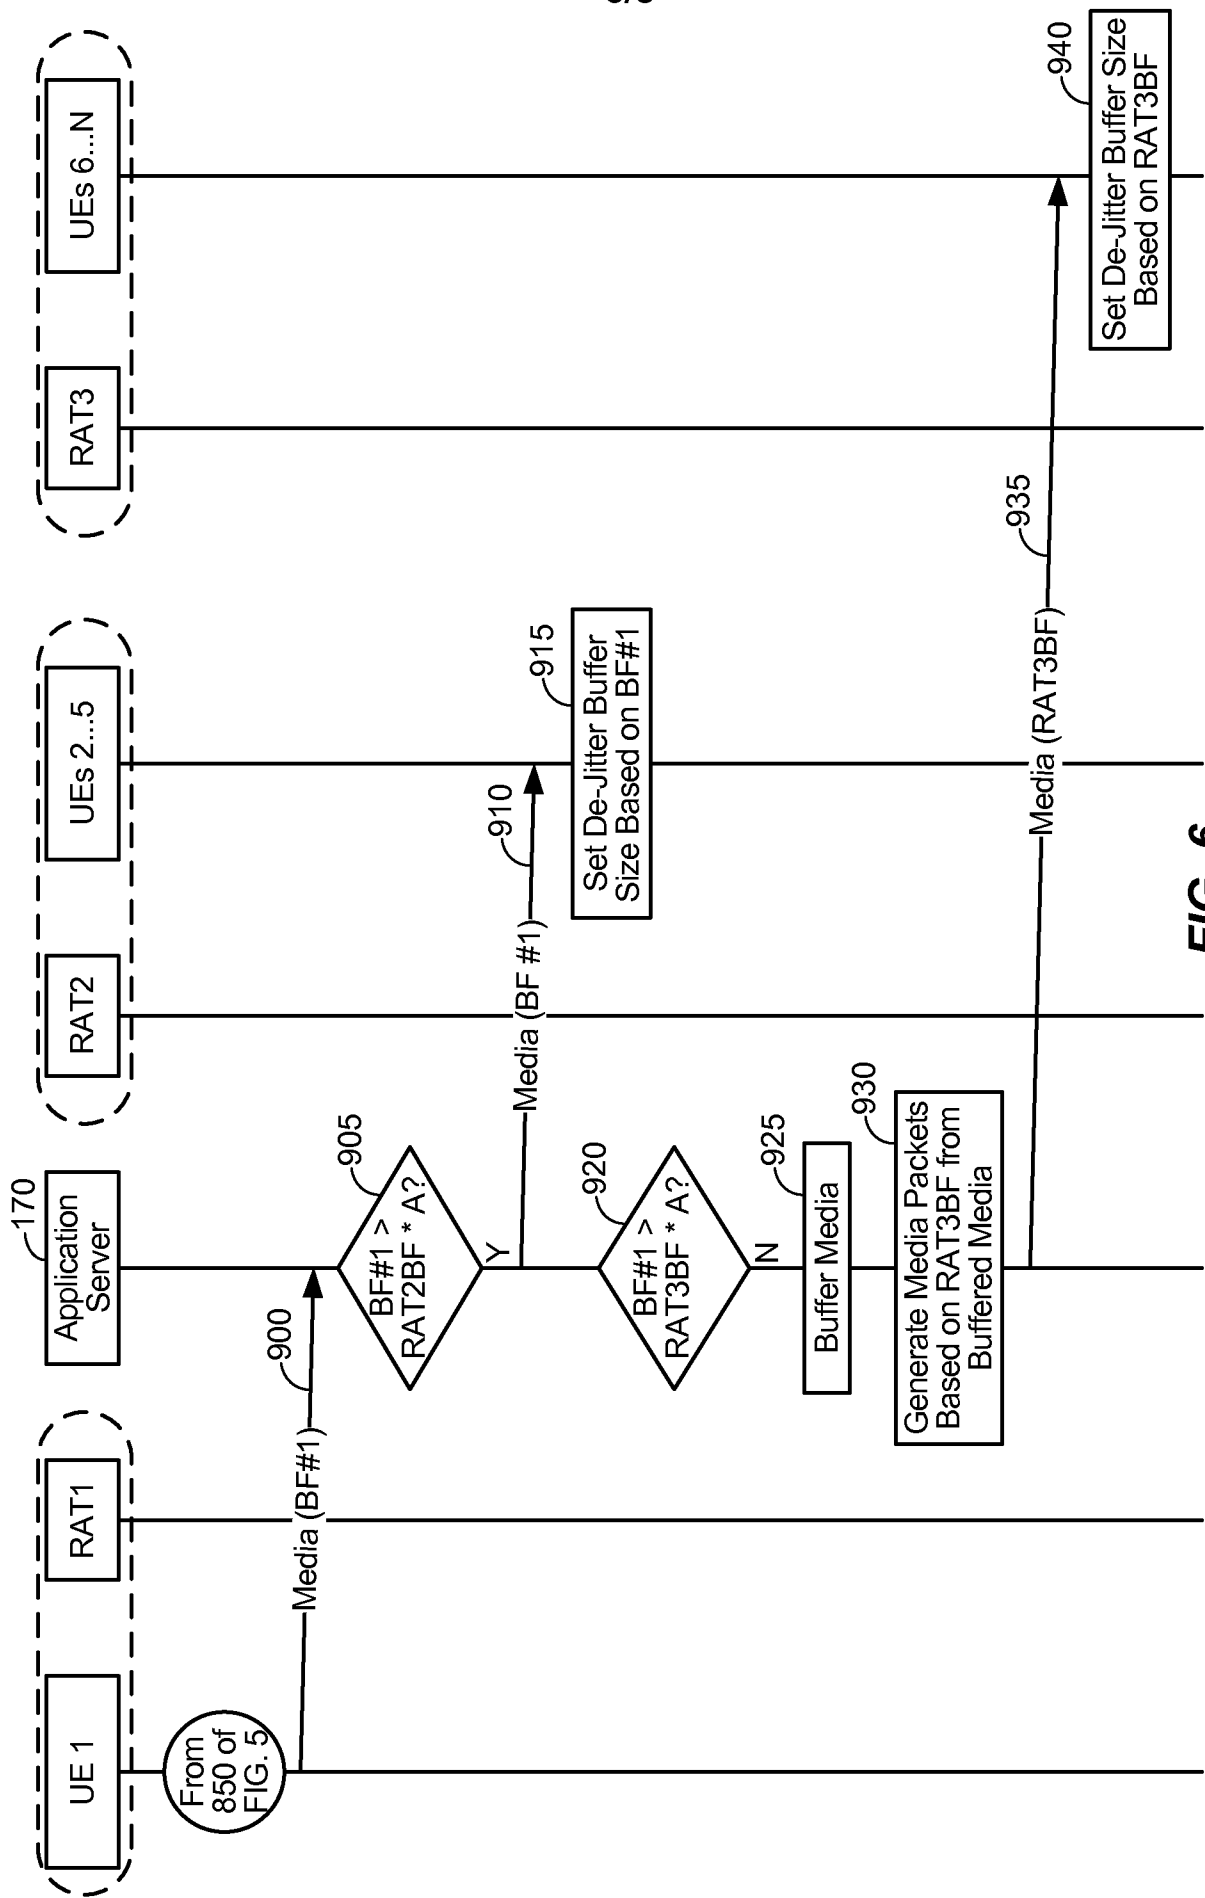 UE 1
RAT1
170
Application
Server
RAT2
UEs 2...5
RAT3
UEs 6...N
From
850 of
FIG. 5
Media (BF#1)
900
905
BF#1 >
RAT2BF * A?
Y
Media (BF #1)
910
915
Set De-Jitter Buffer
Size Based on BF#1
920
BF#1 >
RAT3BF * A?
N
925
Buffer Media
930
Generate Media Packets
Based on RAT3BF from
Buffered Media
Media (RAT3BF)
935
940
Set De-Jitter Buffer Size
Based on RAT3BF
FIG. 6